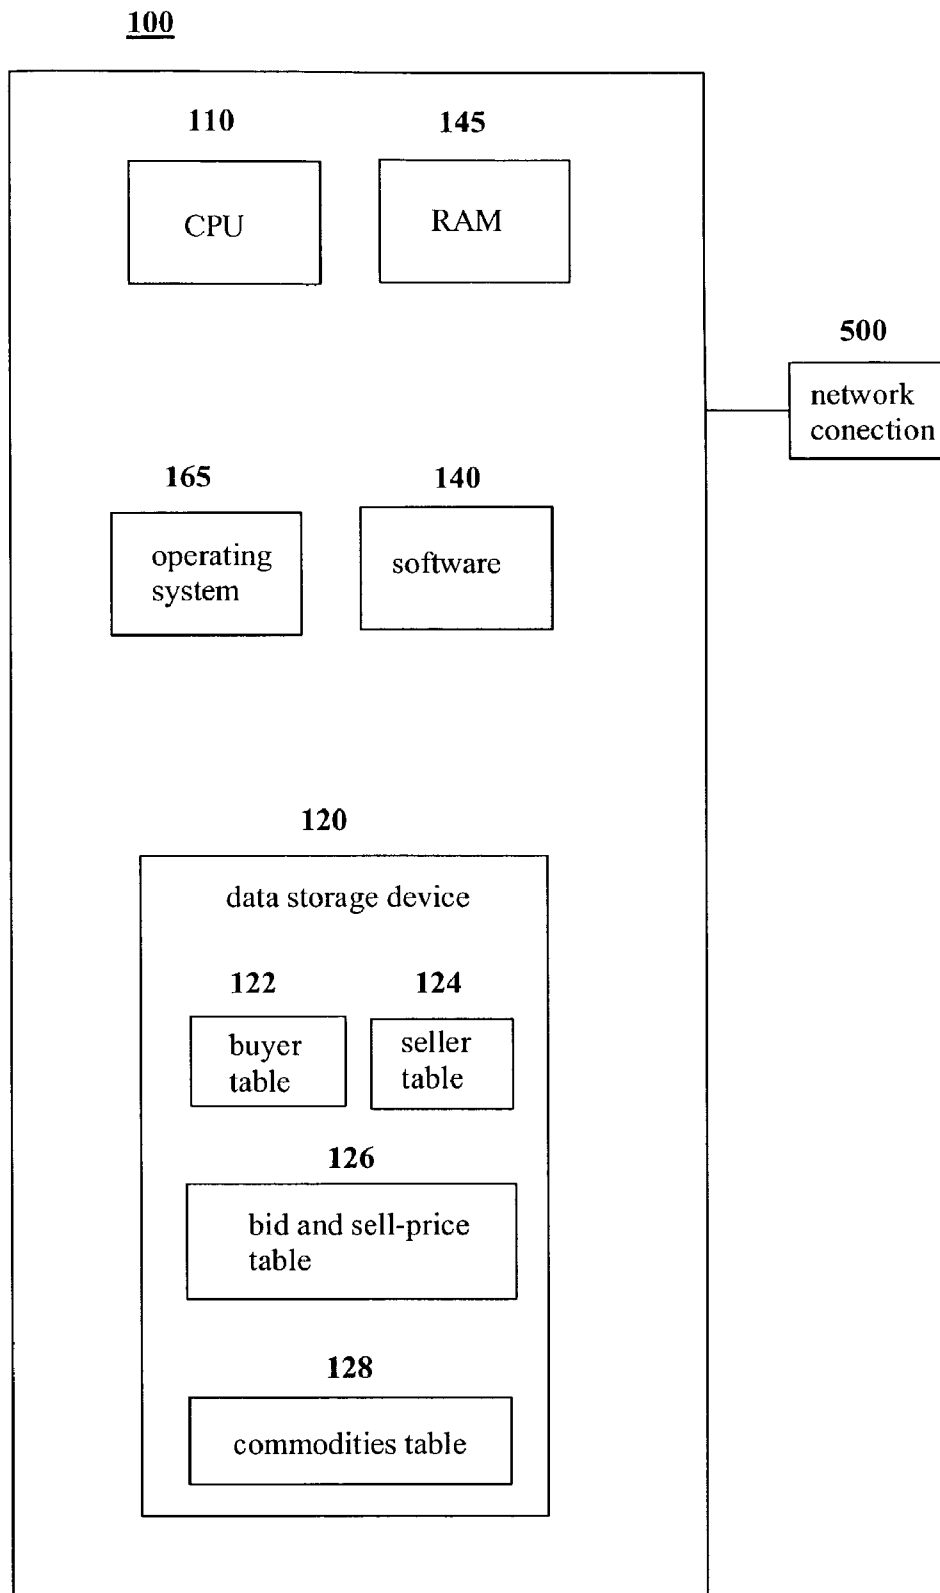 100
110
145
CPU
RAM
500
network
conection
165
140
operating
system
software
120
data storage device
122
124
buyer
table
seller
table
126
bid and sell-price
table
128
commodities table